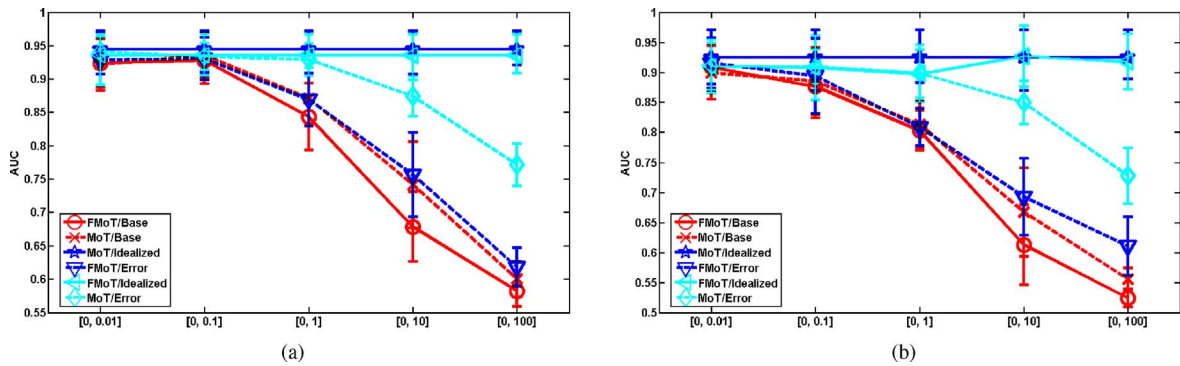 1
0.95
0.9
0.85
0.8
0.75
0.7
0.65
0.6
0.55
AUC
FMoT/Base
MoT/Base
MoT/Idealized
FMoT/Error
FMoT/Idealized
MoT/Error
[0, 0.01]
[0, 0.1]
[0, 1]
[0, 10]
[0, 100]
(a)
1
0.95
0.9
0.85
0.8
0.75
0.7
0.65
0.6
0.55
0.5
AUC
FMoT/Base
MoT/Base
MoT/Idealized
FMoT/Error
FMoT/Idealized
MoT/Error
[0, 0.01]
[0, 0.1]
[0, 1]
[0, 10]
[0, 100]
(b)